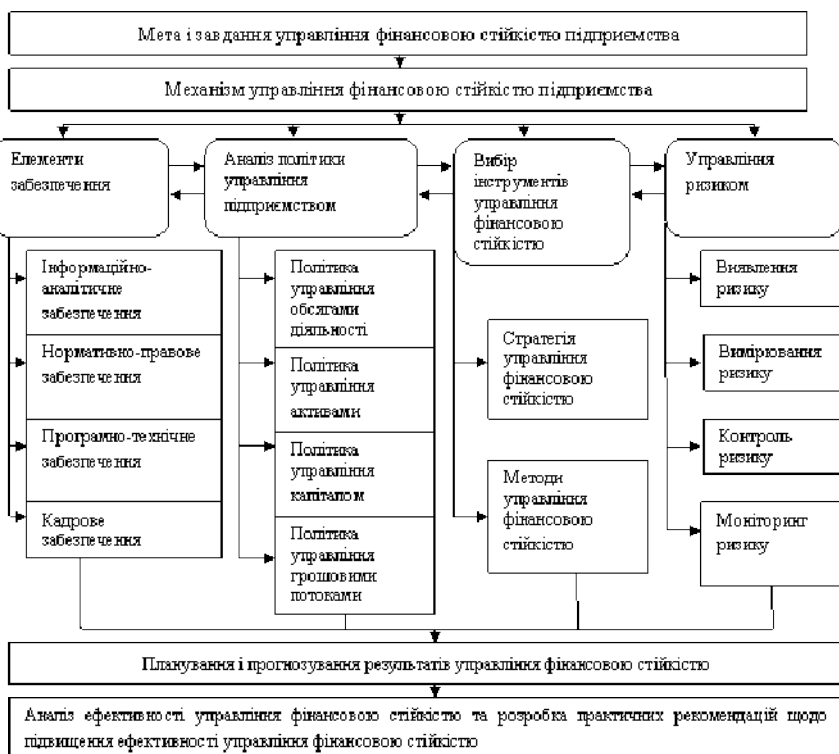 Мета і завдання управління фінансовою стійкістю підприємства
Механізм управління фінансовою стійкістю підприємства
Елементи
забезпечення
Аналіз політики
управління
підприємством
Вибір
інструментів
управління
фінансовою
стійкістю
Управління
ризиком
Інформаційно-
аналітичне
забезпечення
Нормативно-правове
забезпечення
Програмно-технічне
забезпечення
Кадрове
забезпечення
Політика
управління
обсягами
діяльності
Політика
управління
активами
Політика
управління
капіталом
Політика
управління
грошовими
потоками
Стратегія
управління
фінансовою
стійкістю
Методи
управління
фінансовою
стійкістю
Виявлення
ризику
Вимірювання
ризику
Контроль
ризику
Моніторинг
ризику
Планування і прогнозування результатів управління фінансовою стійкістю
Аналіз ефективності управління фінансовою стійкістю та розробка практичних рекомендацій щодо
підвищення ефективності управління фінансовою стійкістю